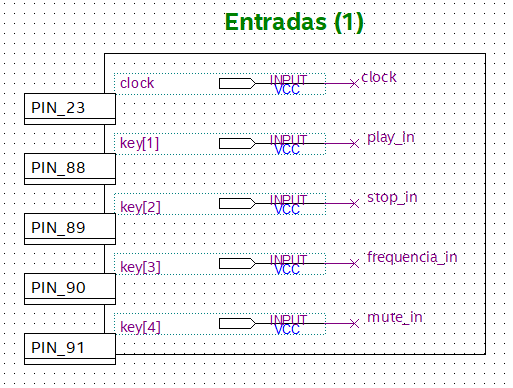 Entradas (1)
clock INPUT VCC clock
PIN_23
key[1] INPUT VCC play_in
PIN_88
key[2] INPUT VCC stop_in
PIN_89
key[3] INPUT VCC frequencia_in
PIN_90
key[4] INPUT VCC mute_in
PIN_91